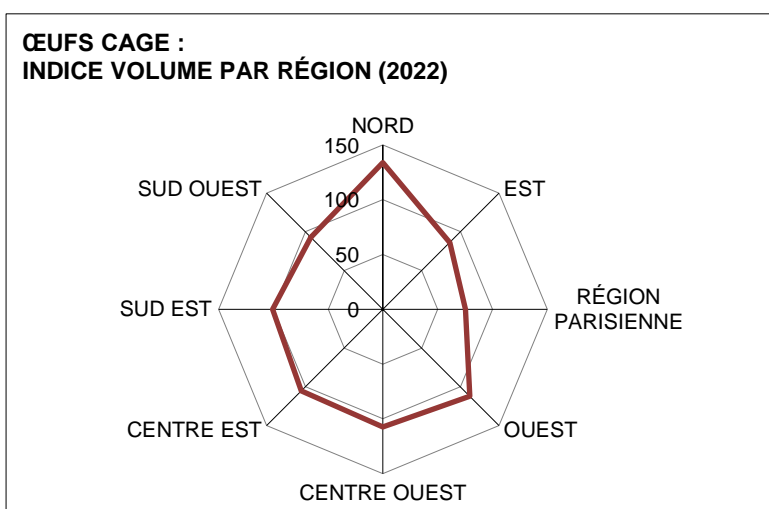 ŒUFS CAGE :
INDICE VOLUME PAR RÉGION (2022)
NORD
150
SUD OUEST
EST
100
50
SUD EST
0
RÉGION
PARISIENNE
CENTRE EST
OUEST
CENTRE OUEST